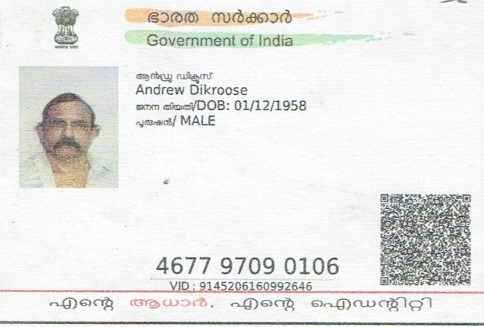 ഭാരത സർക്കാർ
Government of India
ആൻഡ്രൂ ഡിക്രൂസ്
Andrew Dikroose
ജനന തിയതി/DOB: 01/12/1958
പുരുഷൻ/ MALE
4677 9709 0106
VID : 9145206160992646
എന്റെ ആധാർ, എന്റെ ഐഡന്റിറ്റി